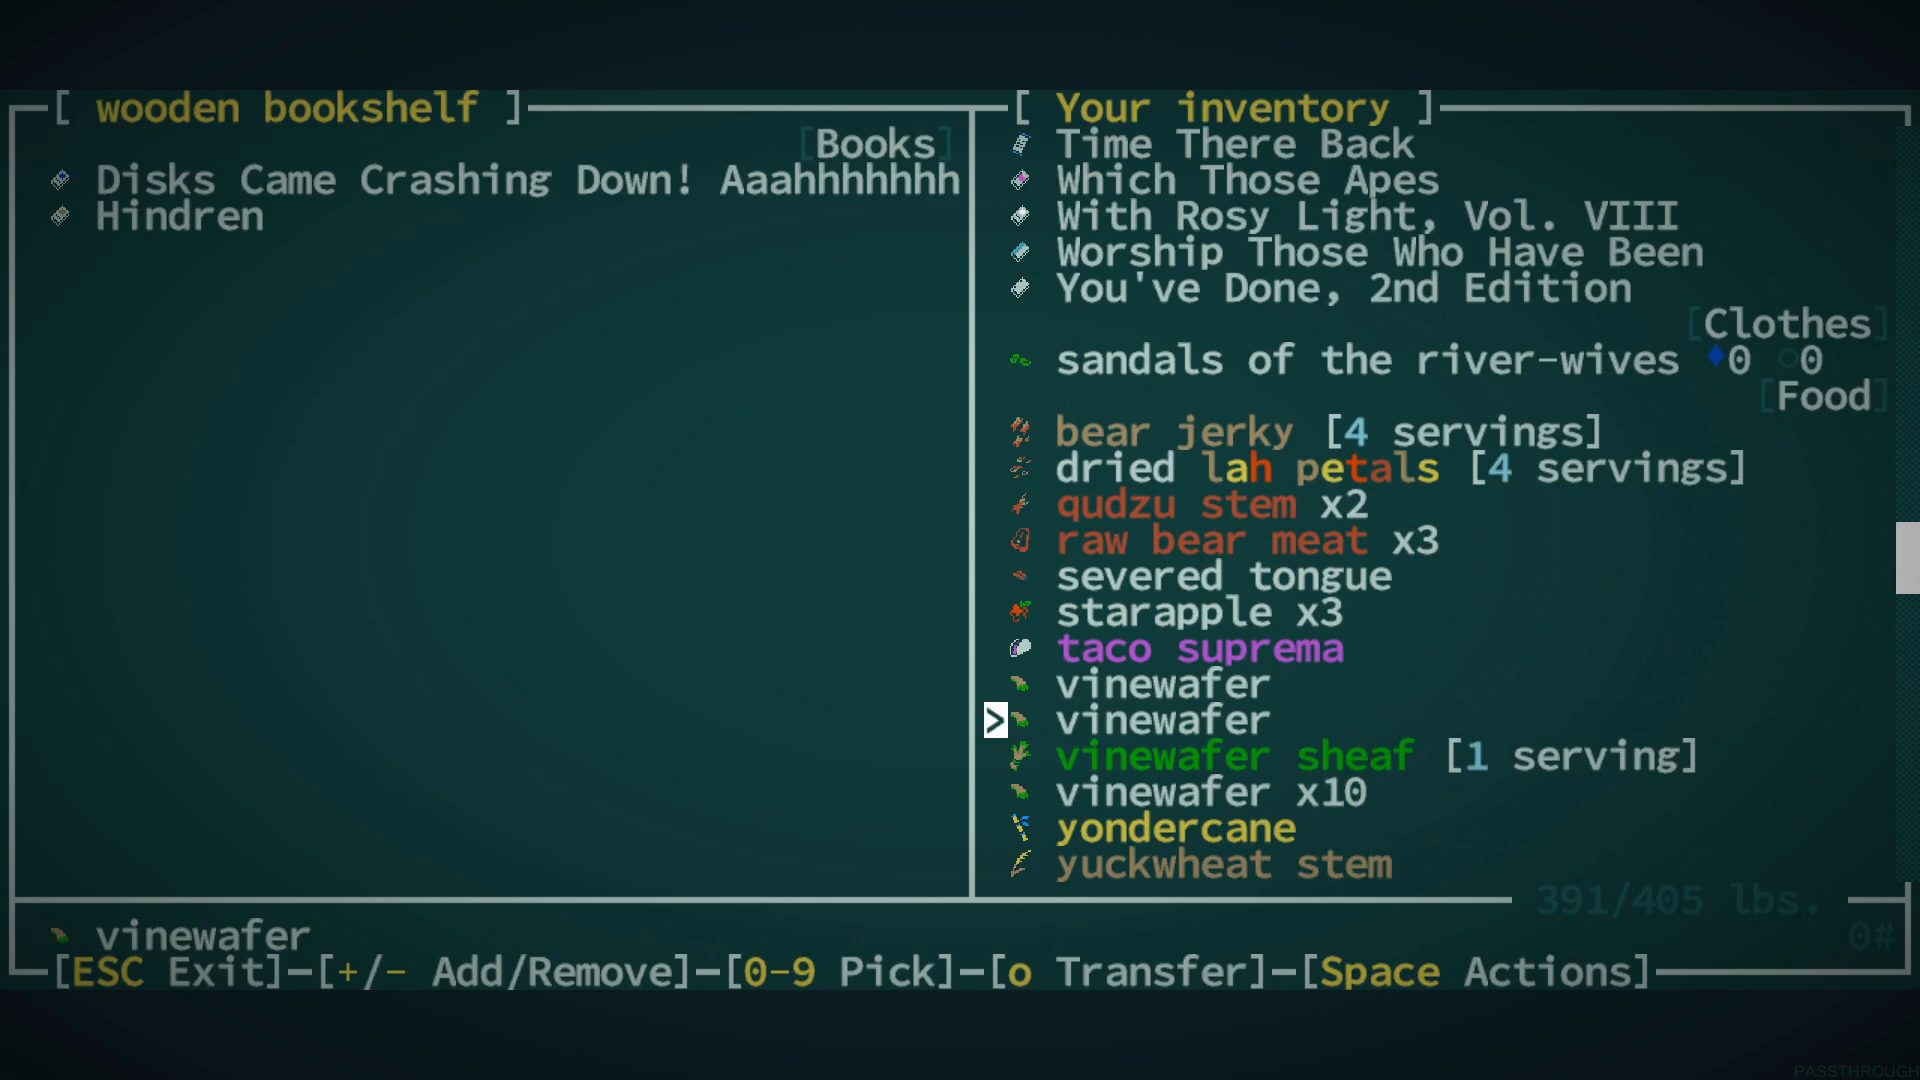 [ wooden bookshelf ]
[Books]
Disks Came Crashing Down! Aaahhhhhhhh
Hindren
[ Your inventory ]
Time There Back
Which Those Apes
With Rosy Light, Vol. VIII
Worship Those Who Have Been
You've Done, 2nd Edition
[Clothes]
sandals of the river-wives ♦0 ○0
[Food]
bear jerky [4 servings]
dried lah petals [4 servings]
qudzu stem x2
raw bear meat x3
severed tongue
starapple x3
taco suprema
vinewafer
> vinewafer
vinewafer sheaf [1 serving]
vinewafer x10
yondercane
yuckwheat stem
391/405 lbs.
vinewafer
0#
[ESC Exit]-[+/- Add/Remove]-[0-9 Pick]-[o Transfer]-[Space Actions]
PASSTHROUGH